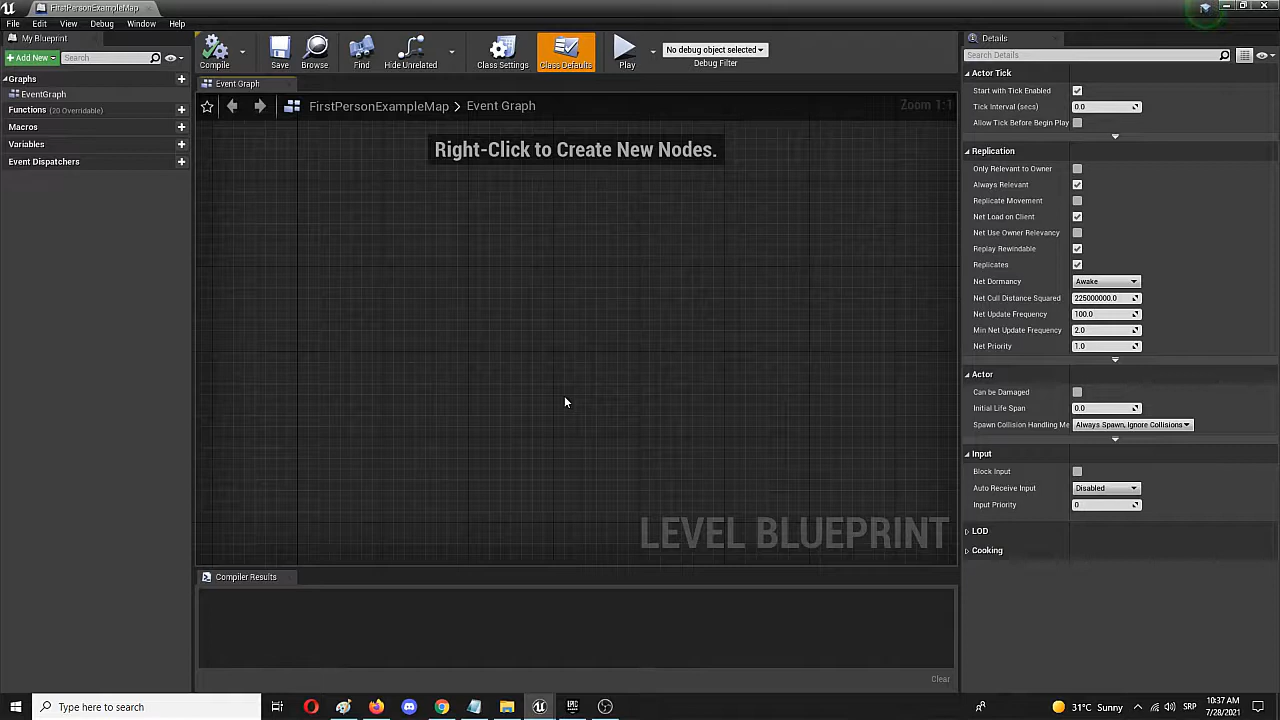 FirstPersonExampleMap
File Edit View Debug Window Help
My Blueprint
Add New Search
Graphs
EventGraph
Functions (20 Overridable)
Macros
Variables
Event Dispatchers
Compile Save Browse Find Hide Unrelated Class Settings Class Defaults Play
No debug object selected
Debug Filter
Event Graph
FirstPersonExampleMap > Event Graph
Zoom 1:1
Right-Click to Create New Nodes.
LEVEL BLUEPRINT
Compiler Results
Clear
Details
Search Details
Actor Tick
Start with Tick Enabled
Tick Interval (secs) 0.0
Allow Tick Before Begin Play
Replication
Only Relevant to Owner
Always Relevant
Replicate Movement
Net Load on Client
Net Use Owner Relevancy
Replay Rewindable
Replicates
Net Dormancy Awake
Net Cull Distance Squared 225000000.0
Net Update Frequency 100.0
Min Net Update Frequency 2.0
Net Priority 1.0
Actor
Can be Damaged
Initial Life Span 0.0
Spawn Collision Handling Me Always Spawn, Ignore Collisions
Input
Block Input
Auto Receive Input Disabled
Input Priority 0
LOD
Cooking
Type here to search
31°C Sunny
SRP
10:37 AM
7/28/2021